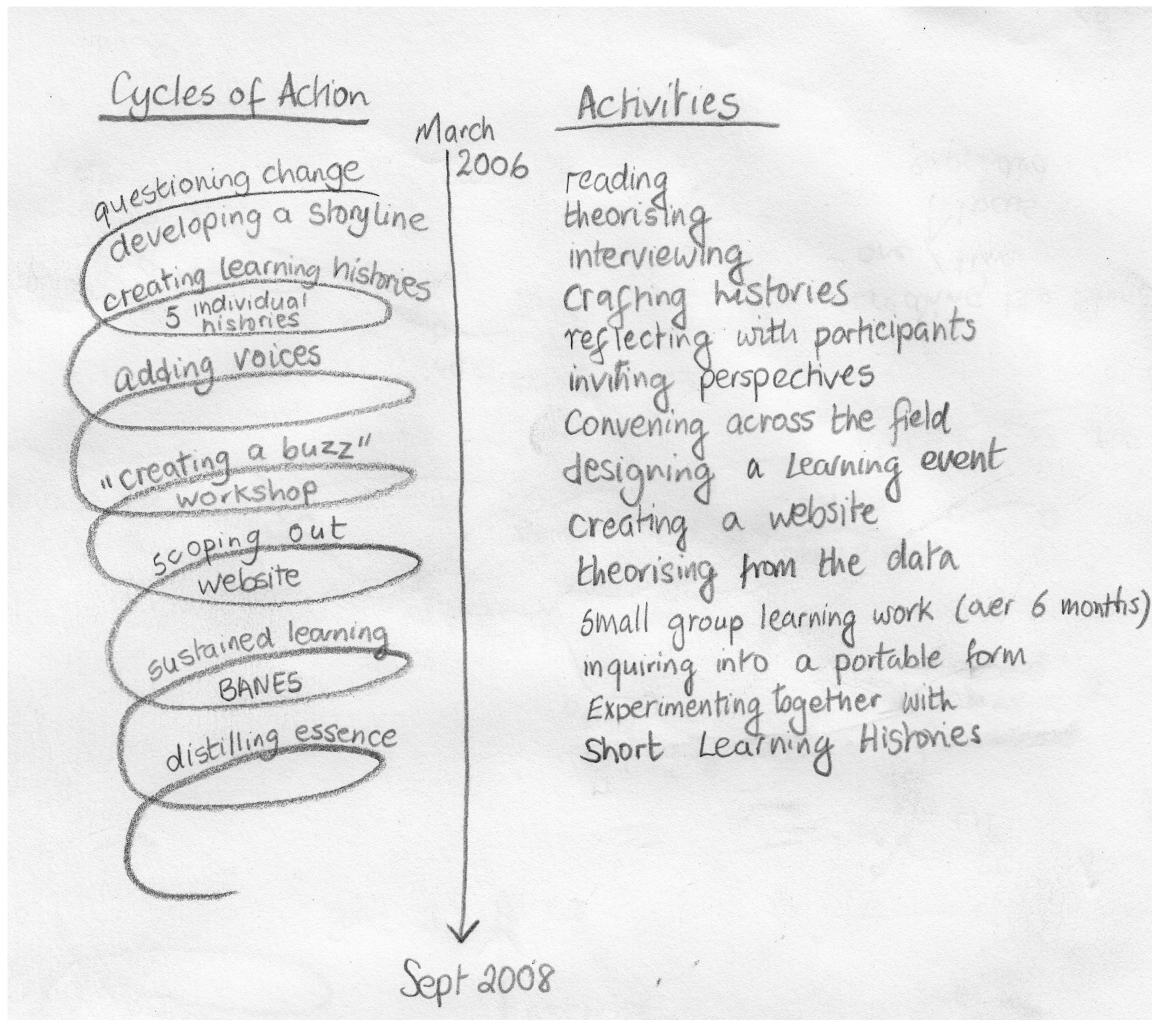 Cycles of Action
questioning change
developing a storyline
creating learning histories
5 individual
histories
adding voices
"creating a buzz"
workshop
scoping out
website
sustained learning
BANES
distilling essence
March
2006
Sept 2008
Activities
reading
theorising
interviewing
Crafting histories
reflecting with participants
inviting perspectives
Convening across the field
designing a Learning event
Creating a website
theorising from the data
Small group learning work (over 6 months)
inquiring into a portable form
Experimenting together with
Short Learning Histories